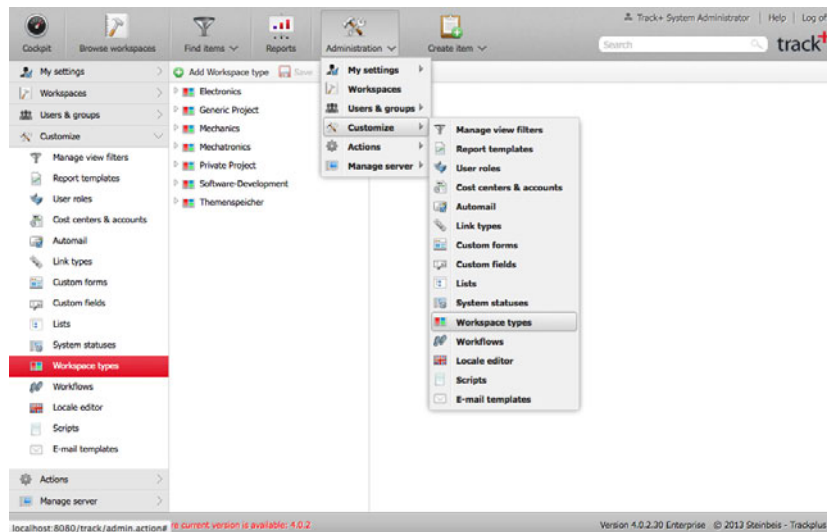 Track+ System Administrator | Help | Log of
Cockpit Browse workspaces Find items Reports Administration Create item
Search track+
My settings
Workspaces
Users & groups
Customize
Manage view filters
Report templates
User roles
Cost centers & accounts
Automail
Link types
Custom forms
Custom fields
Lists
System statuses
Workspace types
Workflows
Locale editor
Scripts
E-mail templates
Actions
Manage server
Add Workspace type Save
Electronics
Generic Project
Mechanics
Mechatronics
Private Project
Software-Development
Themenspeicher
My settings
Workspaces
Users & groups
Customize
Actions
Manage server
Manage view filters
Report templates
User roles
Cost centers & accounts
Automail
Link types
Custom forms
Custom fields
Lists
System statuses
Workspace types
Workflows
Locale editor
Scripts
E-mail templates
localhost:8080/track/admin.action# re current version is available: 4.0.2
Version 4.0.2.30 Enterprise © 2013 Steinbeis - Trackplus